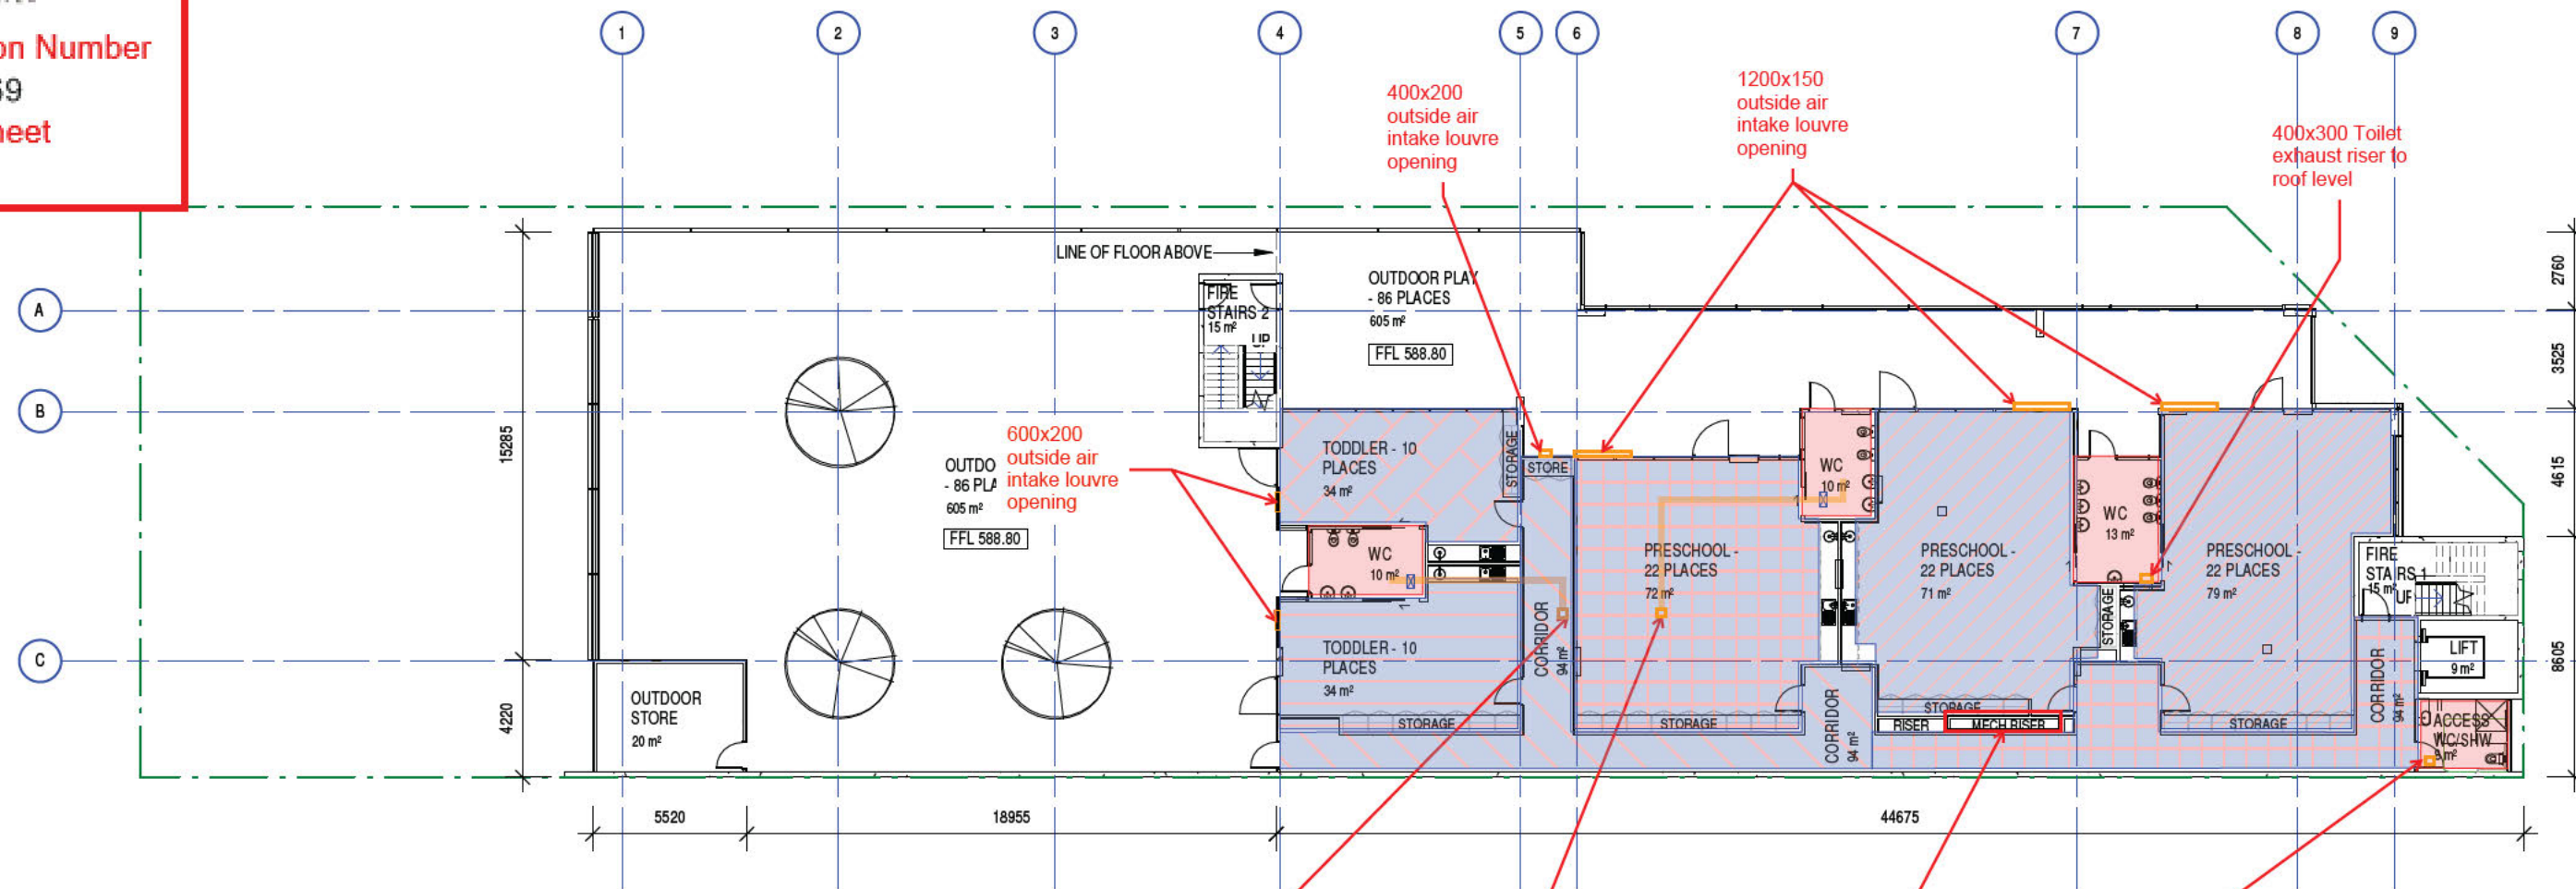 on Number
69
heet
1
2
3
4
5
6
7
8
9
A
B
C
400x200
outside air
intake louvre
opening
1200x150
outside air
intake louvre
opening
400x300 Toilet
exhaust riser to
roof level
LINE OF FLOOR ABOVE
FIRE
STAIRS 2
15 m²
UP
OUTDOOR PLAY
- 86 PLACES
605 m²
FFL 588.80
600x200
outside air
intake louvre
opening
OUTDO
- 86 PLA
605 m²
FFL 588.80
TODDLER - 10
PLACES
34 m²
STORAGE
STORE
WC
10 m²
TODDLER - 10
PLACES
34 m²
STORAGE
CORRIDOR
94 m²
PRESCHOOL -
22 PLACES
72 m²
STORAGE
WC
10 m²
CORRIDOR
94 m²
PRESCHOOL -
22 PLACES
71 m²
STORAGE
RISER
MECH RISER
WC
13 m²
STORAGE
PRESCHOOL -
22 PLACES
79 m²
STORAGE
CORRIDOR
94 m²
FIRE
STAIRS 1
15 m²
UP
LIFT
9 m²
ACCESS
WC/SHW
OUTDOOR
STORE
20 m²
15285
4220
2760
3525
4615
8605
5520
18955
44675